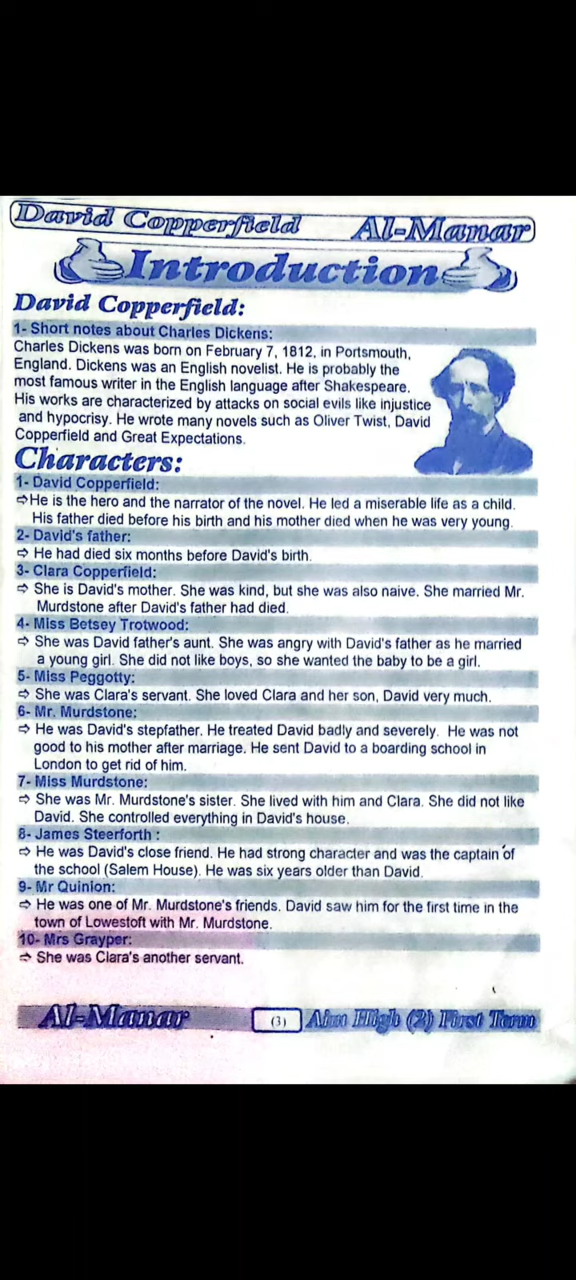 David Copperfield Al-Manar
Introduction
David Copperfield:
1- Short notes about Charles Dickens:
Charles Dickens was born on February 7, 1812, in Portsmouth,
England. Dickens was an English novelist. He is probably the
most famous writer in the English language after Shakespeare.
His works are characterized by attacks on social evils like injustice
and hypocrisy. He wrote many novels such as Oliver Twist, David
Copperfield and Great Expectations.
Characters:
1- David Copperfield:
⇨He is the hero and the narrator of the novel. He led a miserable life as a child.
His father died before his birth and his mother died when he was very young.
2- David's father:
⇨ He had died six months before David's birth.
3- Clara Copperfield:
⇨ She is David's mother. She was kind, but she was also naive. She married Mr.
Murdstone after David's father had died.
4- Miss Betsey Trotwood:
⇨ She was David father's aunt. She was angry with David's father as he married
a young girl. She did not like boys, so she wanted the baby to be a girl.
5- Miss Peggotty:
⇨ She was Clara's servant. She loved Clara and her son, David very much.
6- Mr. Murdstone:
⇨ He was David's stepfather. He treated David badly and severely. He was not
good to his mother after marriage. He sent David to a boarding school in
London to get rid of him.
7- Miss Murdstone:
⇨ She was Mr. Murdstone's sister. She lived with him and Clara. She did not like
David. She controlled everything in David's house.
8- James Steerforth :
⇨ He was David's close friend. He had strong character and was the captain of
the school (Salem House). He was six years older than David.
9- Mr Quinion:
⇨ He was one of Mr. Murdstone's friends. David saw him for the first time in the
town of Lowestoft with Mr. Murdstone.
10- Mrs Grayper:
⇨ She was Clara's another servant.
Al-Manar (3) Aim High (2) First Term